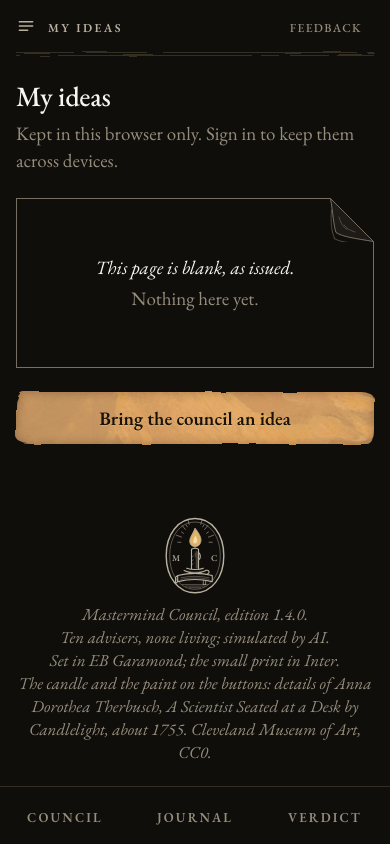 MY IDEAS
FEEDBACK
My ideas
Kept in this browser only. Sign in to keep them
across devices.
This page is blank, as issued.
Nothing here yet.
Bring the council an idea
M C
Mastermind Council, edition 1.4.0.
Ten advisers, none living; simulated by AI.
Set in EB Garamond; the small print in Inter.
The candle and the paint on the buttons: details of Anna
Dorothea Therbusch, A Scientist Seated at a Desk by
Candlelight, about 1755. Cleveland Museum of Art,
CC0.
COUNCIL
JOURNAL
VERDICT